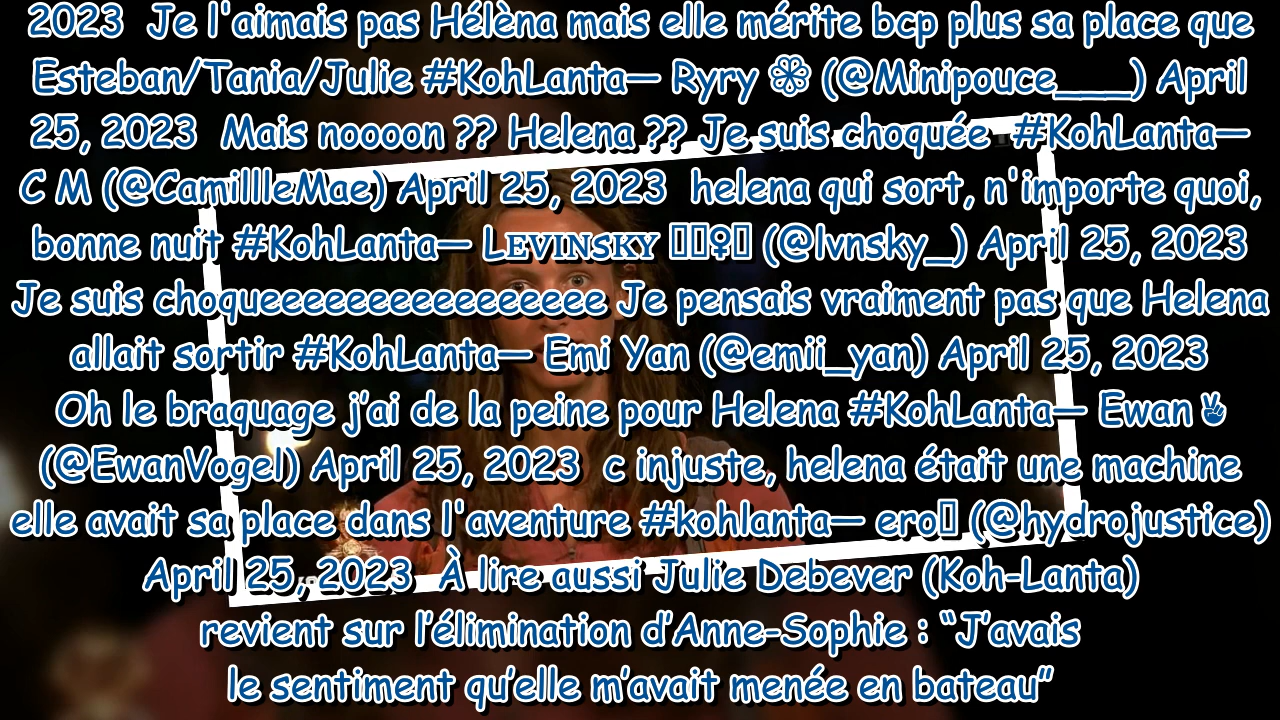 2023  Je l'aimais pas Hélèna mais elle mérite bcp plus sa place que
Esteban/Tania/Julie #KohLanta— Ryry 🏵 (@Minipouce___) April
25, 2023  Mais noooon ?? Helena ?? Je suis choquée  #KohLanta—
C M (@CamillleMae) April 25, 2023  helena qui sort, n'importe quoi,
bonne nuit #KohLanta— Lᴇᴠɪɴsᴋʏ ▯▯♀▯ (@lvnsky_) April 25, 2023
Je suis choqueeeeeeeeeeeeeeeee Je pensais vraiment pas que Helena
allait sortir #KohLanta— Emi Yan (@emii_yan) April 25, 2023
Oh le braquage j’ai de la peine pour Helena #KohLanta— Ewan ✌
(@EwanVogel) April 25, 2023  c injuste, helena était une machine
elle avait sa place dans l'aventure #kohlanta— ero▯ (@hydrojustice)
April 25, 2023  À lire aussi Julie Debever (Koh-Lanta)
revient sur l’élimination d’Anne-Sophie : “J’avais
le sentiment qu’elle m’avait menée en bateau”